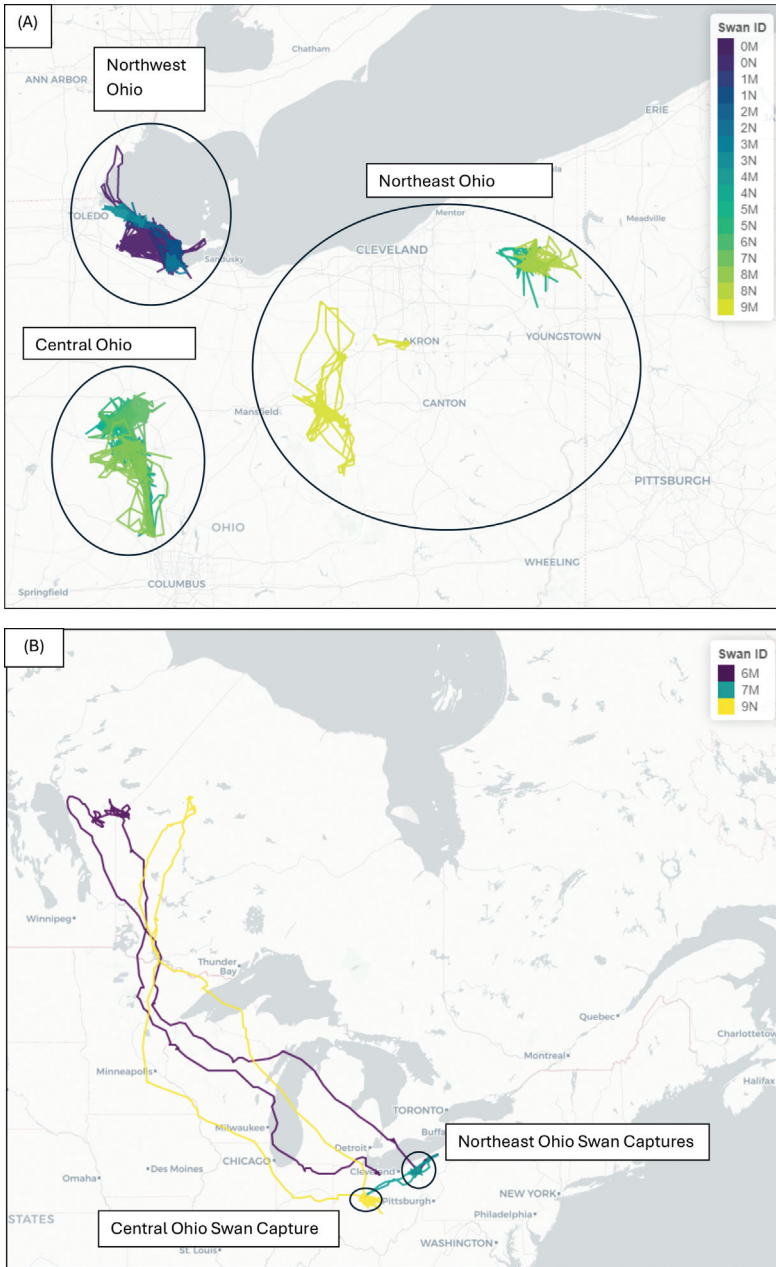 (A)
Northwest
Ohio
Chatham
ANN ARBOR
TOLEDO
Sandusky
Northeast Ohio
ERIE
Mentor
Meadville
CLEVELAND
YOUNGSTOWN
AKRON
CANTON
Mansfield
Central Ohio
PITTSBURGH
OHIO
WHEELING
COLUMBUS
Springfield
Swan ID
0M
0N
1M
1N
2M
2N
3M
3N
4M
4N
5M
5N
6N
7N
8M
8N
9M
(B)
Swan ID
6M
7M
9N
Winnipeg
Thunder
Bay
Quebec
Charlottetow
Montreal
Halifax
Minneapolis
TORONTO
Buffa
Milwaukee
Detroit
Northeast Ohio Swan Captures
CHICAGO
Cleveland
Des Moines
Omaha
Pittsburgh
NEW YORK
Philadelphia
STATES
Central Ohio Swan Capture
WASHINGTON
St. Louis